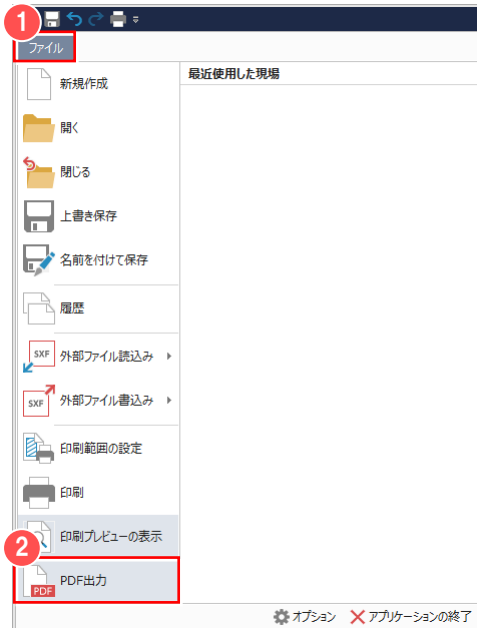 1
ファイル
最近使用した現場
新規作成
開く
閉じる
上書き保存
名前を付けて保存
履歴
SXF 外部ファイル読込み
SXF 外部ファイル書込み
印刷範囲の設定
印刷
印刷プレビューの表示
2
PDF PDF出力
オプション アプリケーションの終了